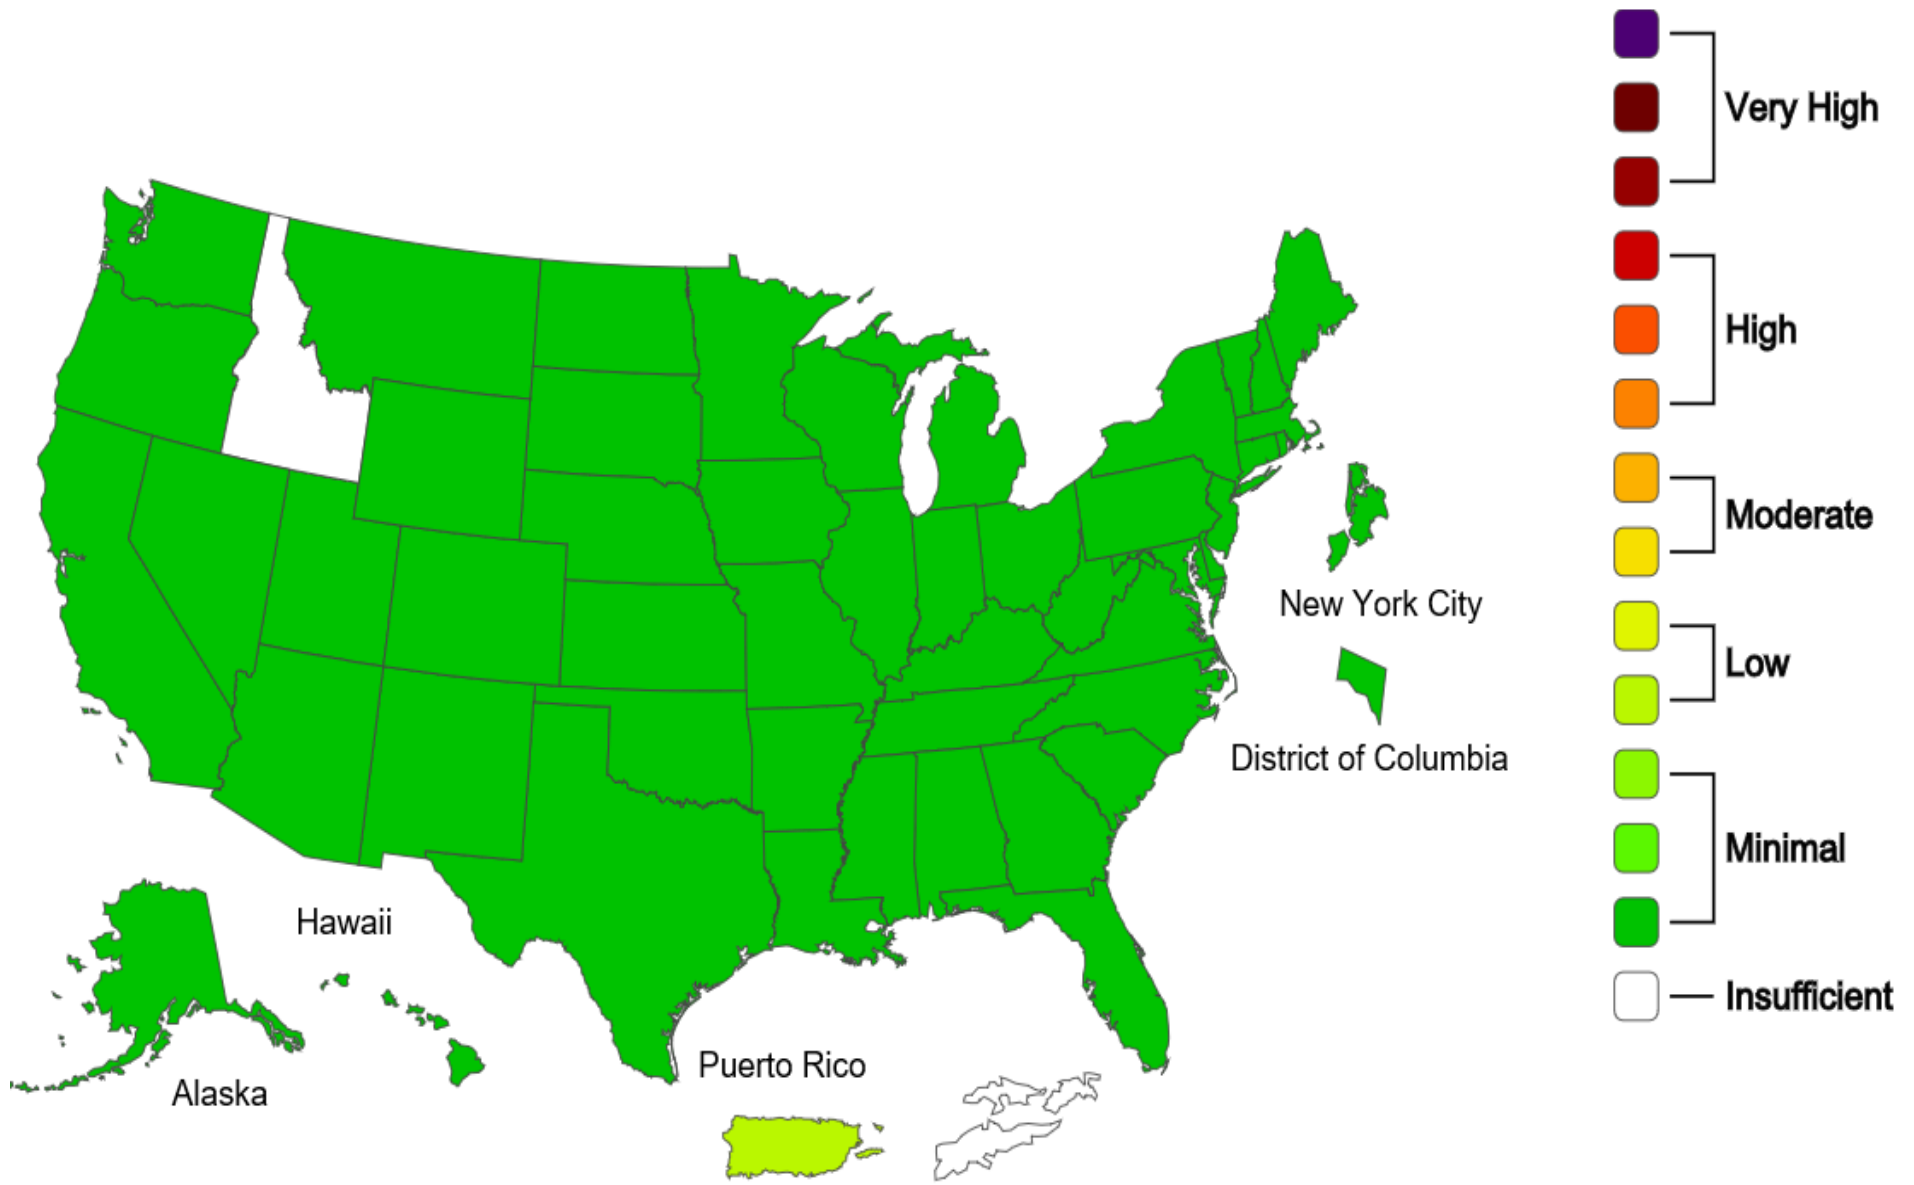 Very High
High
Moderate
New York City
Low
District of Columbia
Minimal
Hawaii
Insufficient
Puerto Rico
Alaska